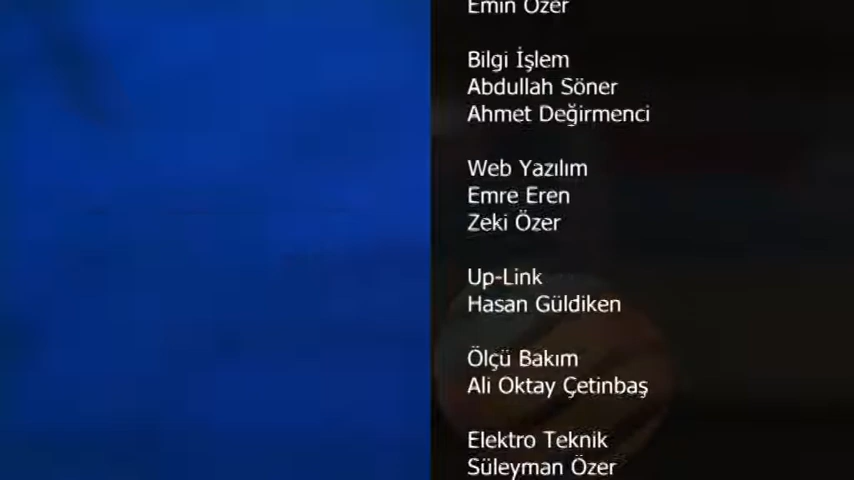 Emin Özer
Bilgi İşlem
Abdullah Söner
Ahmet Değirmenci
Web Yazılım
Emre Eren
Zeki Özer
Up-Link
Hasan Güldiken
Ölçü Bakım
Ali Oktay Çetinbaş
Elektro Teknik
Süleyman Özer